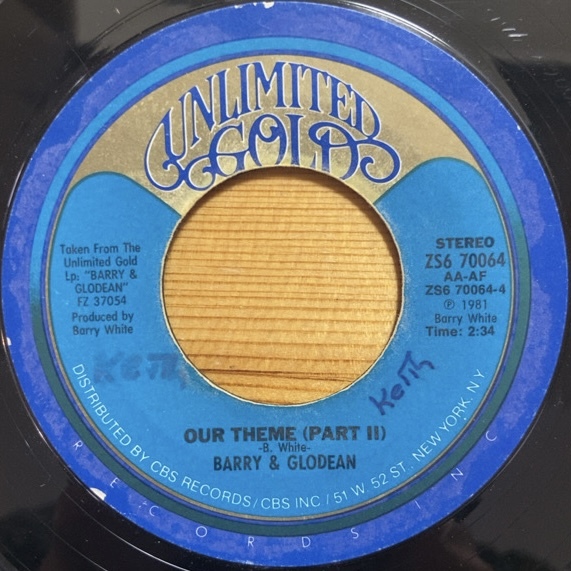 UNLIMITED
GOLD
Taken From The
Unlimited Gold
Lp: "BARRY &
GLODEAN"
FZ 37054
Produced by
Barry White
STEREO
ZS6 70064
AA-AF
ZS6 70064-4
℗ 1981
Barry White
Time: 2:34
KeTh
KeTh
OUR THEME (PART II)
-B. White-
BARRY & GLODEAN
DISTRIBUTED BY CBS RECORDS/CBS INC / 51 W. 52 ST., NEW YORK, N.Y
RECORDS INC